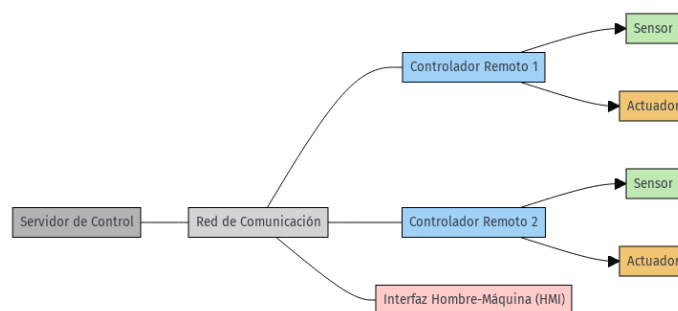 Sensor
Controlador Remoto 1
Actuador
Sensor
Servidor de Control
Red de Comunicación
Controlador Remoto 2
Actuador
Interfaz Hombre-Máquina (HMI)